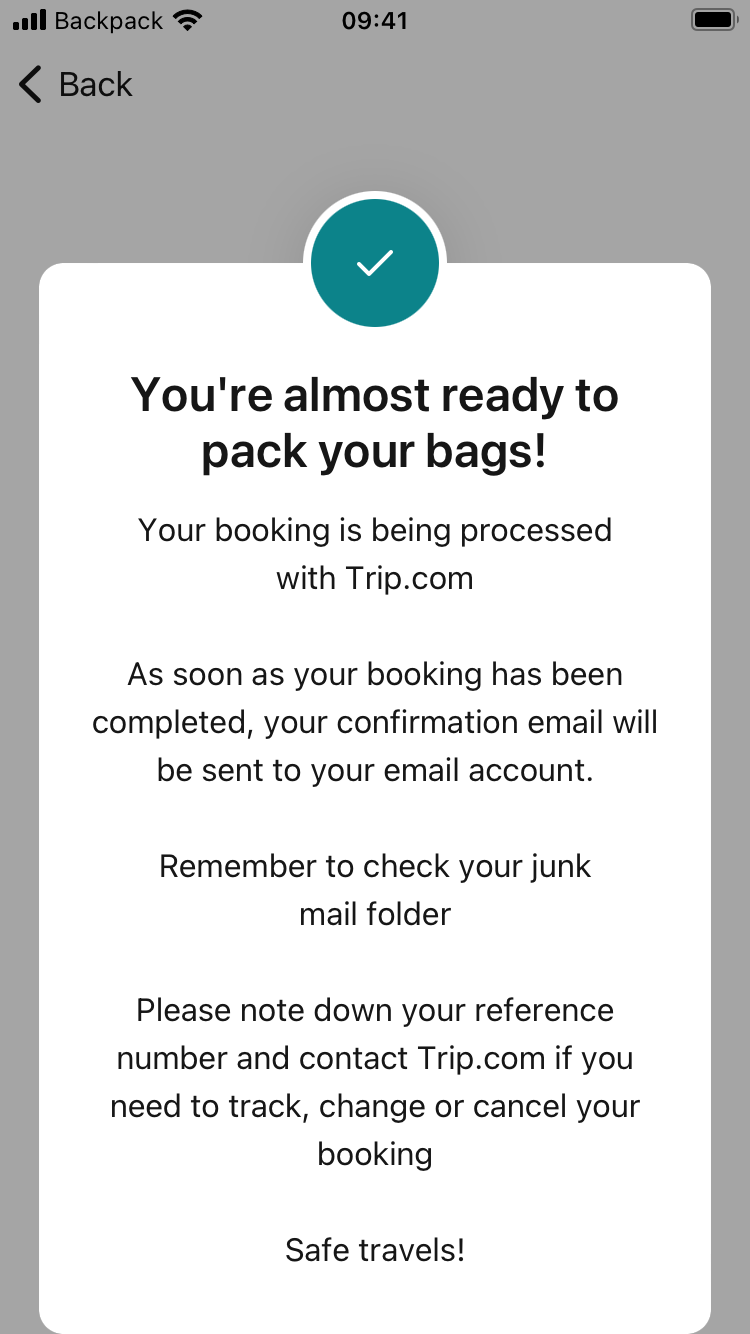 Backpack 09:41
Back
You're almost ready to
pack your bags!
Your booking is being processed
with Trip.com
As soon as your booking has been
completed, your confirmation email will
be sent to your email account.
Remember to check your junk
mail folder
Please note down your reference
number and contact Trip.com if you
need to track, change or cancel your
booking
Safe travels!